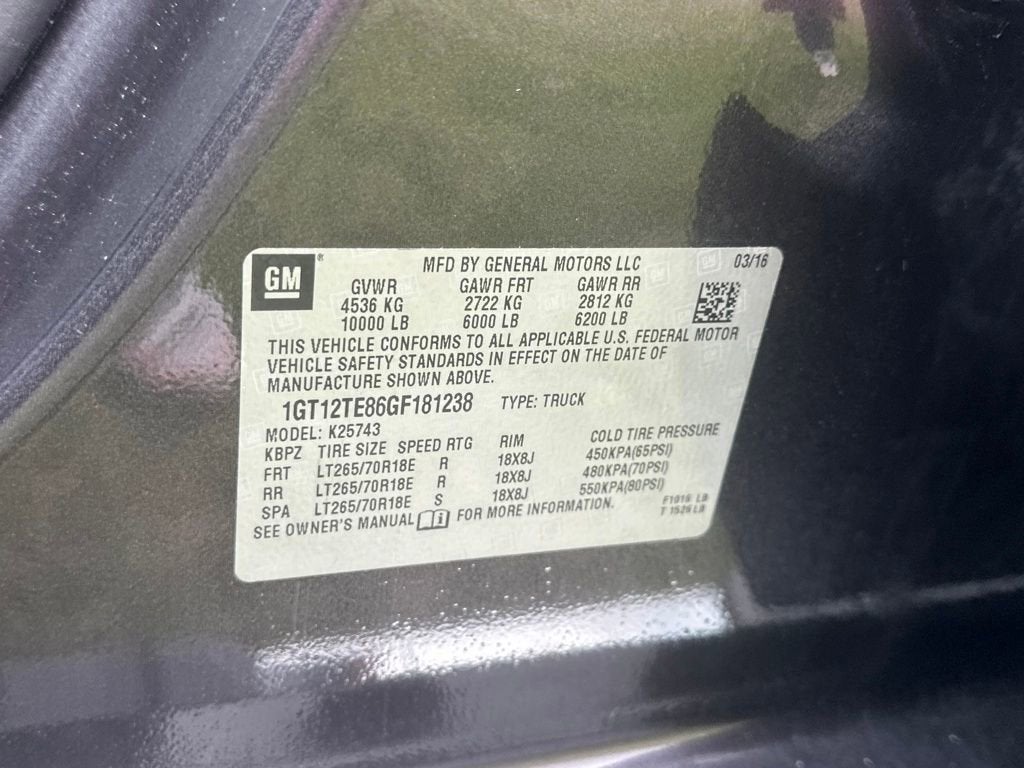 GM®
MFD BY GENERAL MOTORS LLC 03/16
GVWR GAWR FRT GAWR RR
4536 KG 2722 KG 2812 KG
10000 LB 6000 LB 6200 LB
THIS VEHICLE CONFORMS TO ALL APPLICABLE U.S. FEDERAL MOTOR
VEHICLE SAFETY STANDARDS IN EFFECT ON THE DATE OF
MANUFACTURE SHOWN ABOVE.
1GT12TE86GF181238 TYPE: TRUCK
MODEL: K25743
KBPZ TIRE SIZE SPEED RTG RIM COLD TIRE PRESSURE
FRT LT265/70R18E R 18X8J 450KPA(65PSI)
RR LT265/70R18E R 18X8J 480KPA(70PSI)
SPA LT265/70R18E S 18X8J 550KPA(80PSI)
SEE OWNER'S MANUAL FOR MORE INFORMATION.
LB
LB